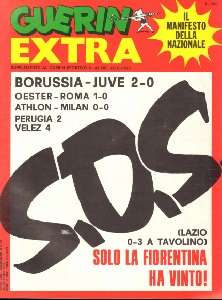 GUERIN
EXTRA
IL
MANIFESTO
DELLA
NAZIONALE
BORUSSIA-JUVE 2-0
OESTER-ROMA 1-0
ATHLON-MILAN 0-0
PERUGIA 2
VELEZ 4
S.O.S
(LAZIO
0-3 A TAVOLINO)
SOLO LA FIORENTINA
HA VINTO!